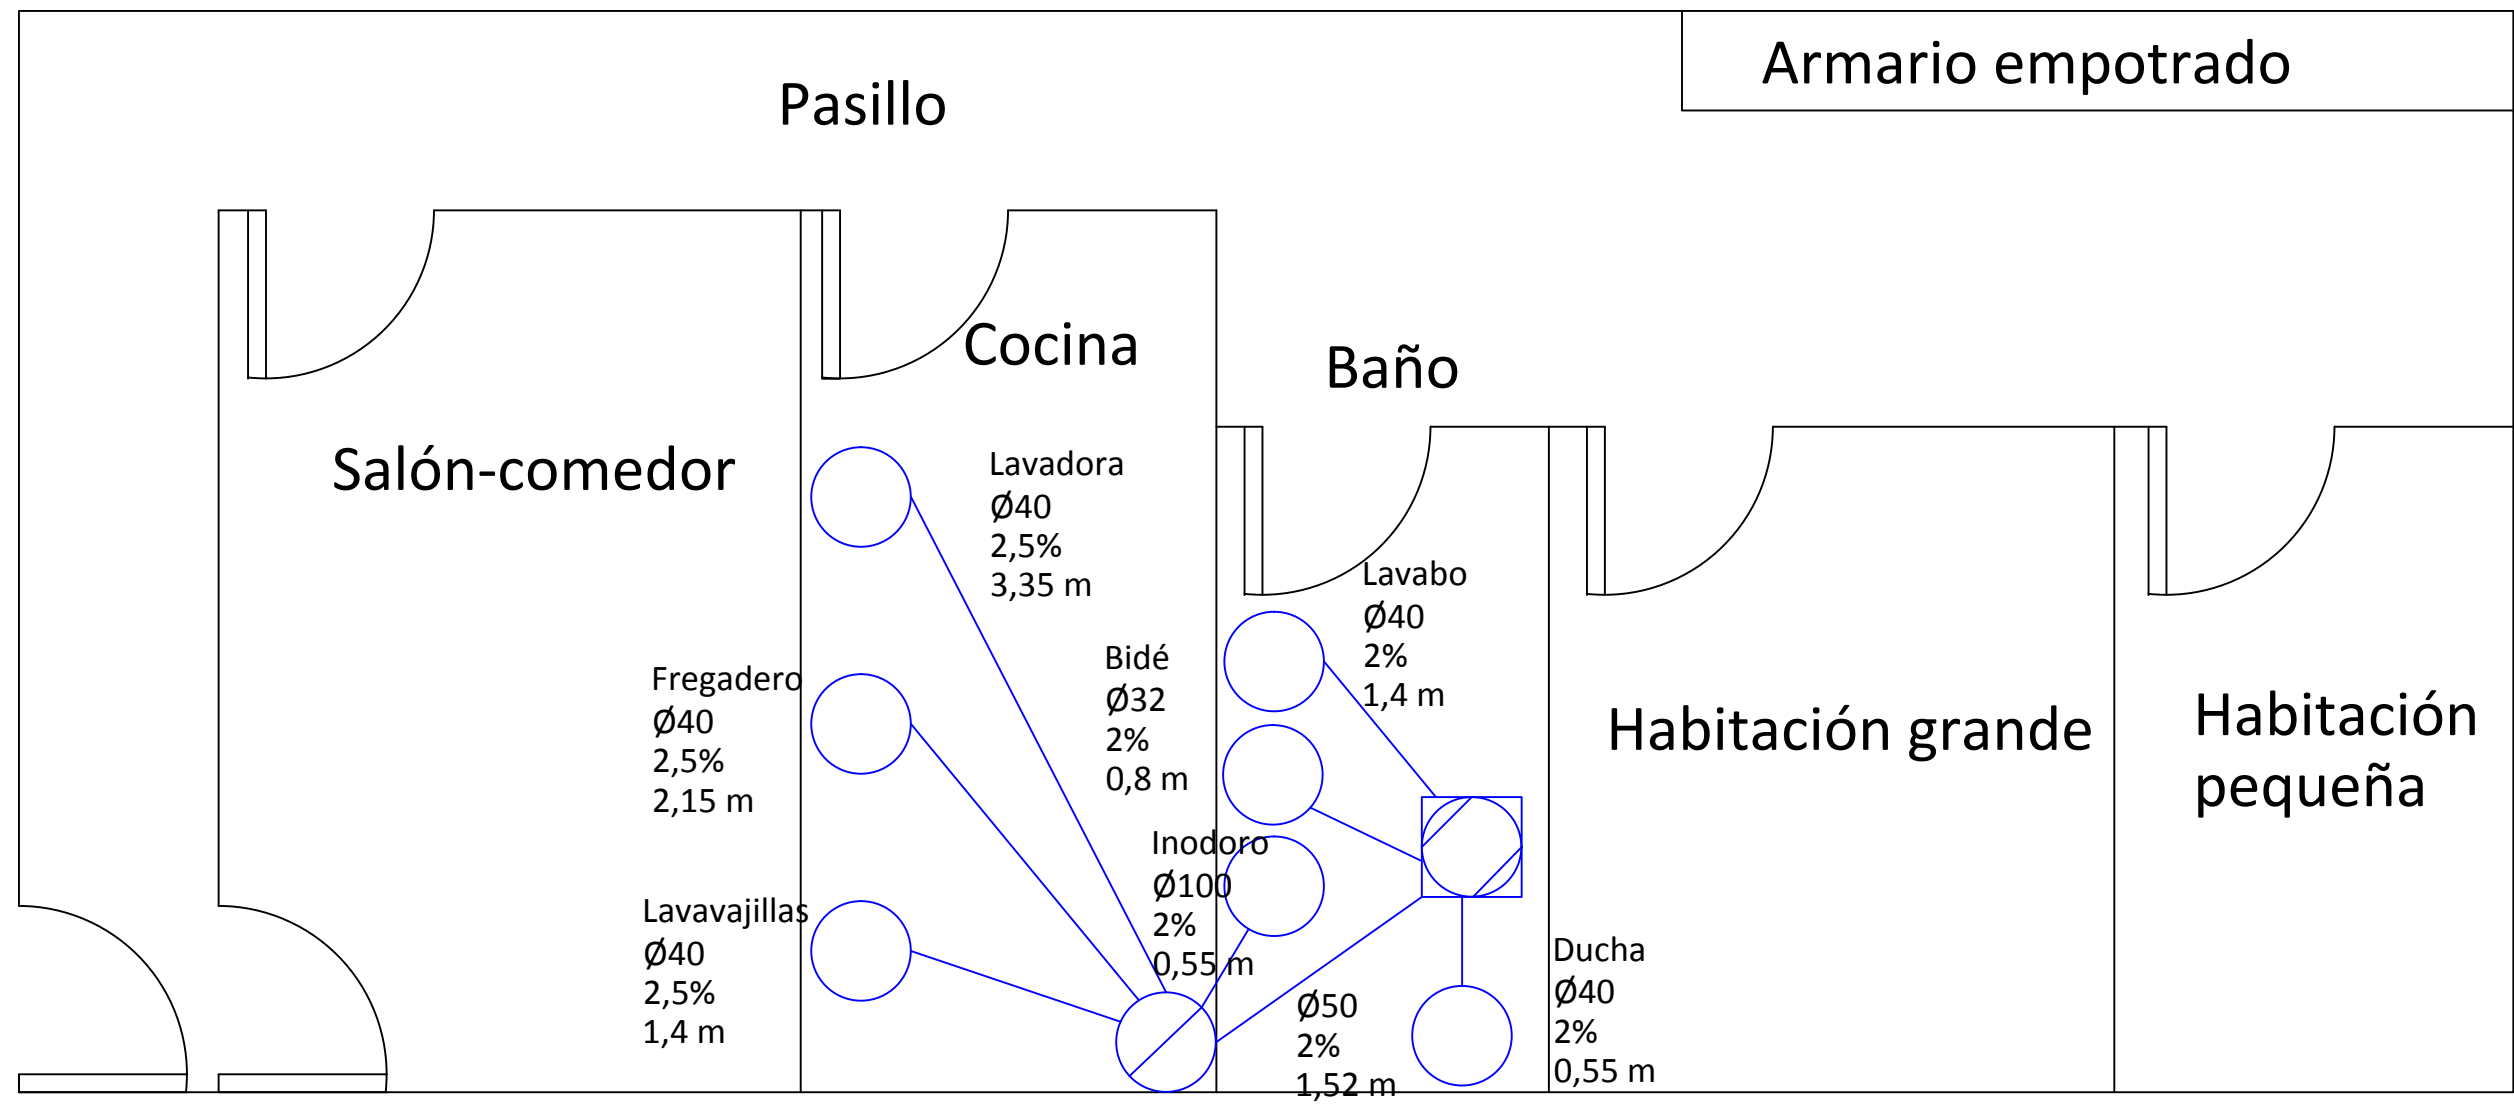 Armario empotrado
Pasillo
Cocina
Baño
Salón-comedor
Lavadora
Ø40
2,5%
3,35 m
Lavabo
Ø40
2%
1,4 m
Bidé
Ø32
2%
0,8 m
Fregadero
Ø40
2,5%
2,15 m
Habitación grande
Habitación
pequeña
Inodoro
Ø100
2%
0,55 m
Lavavajillas
Ø40
2,5%
1,4 m
Ø50
2%
1,52 m
Ducha
Ø40
2%
0,55 m